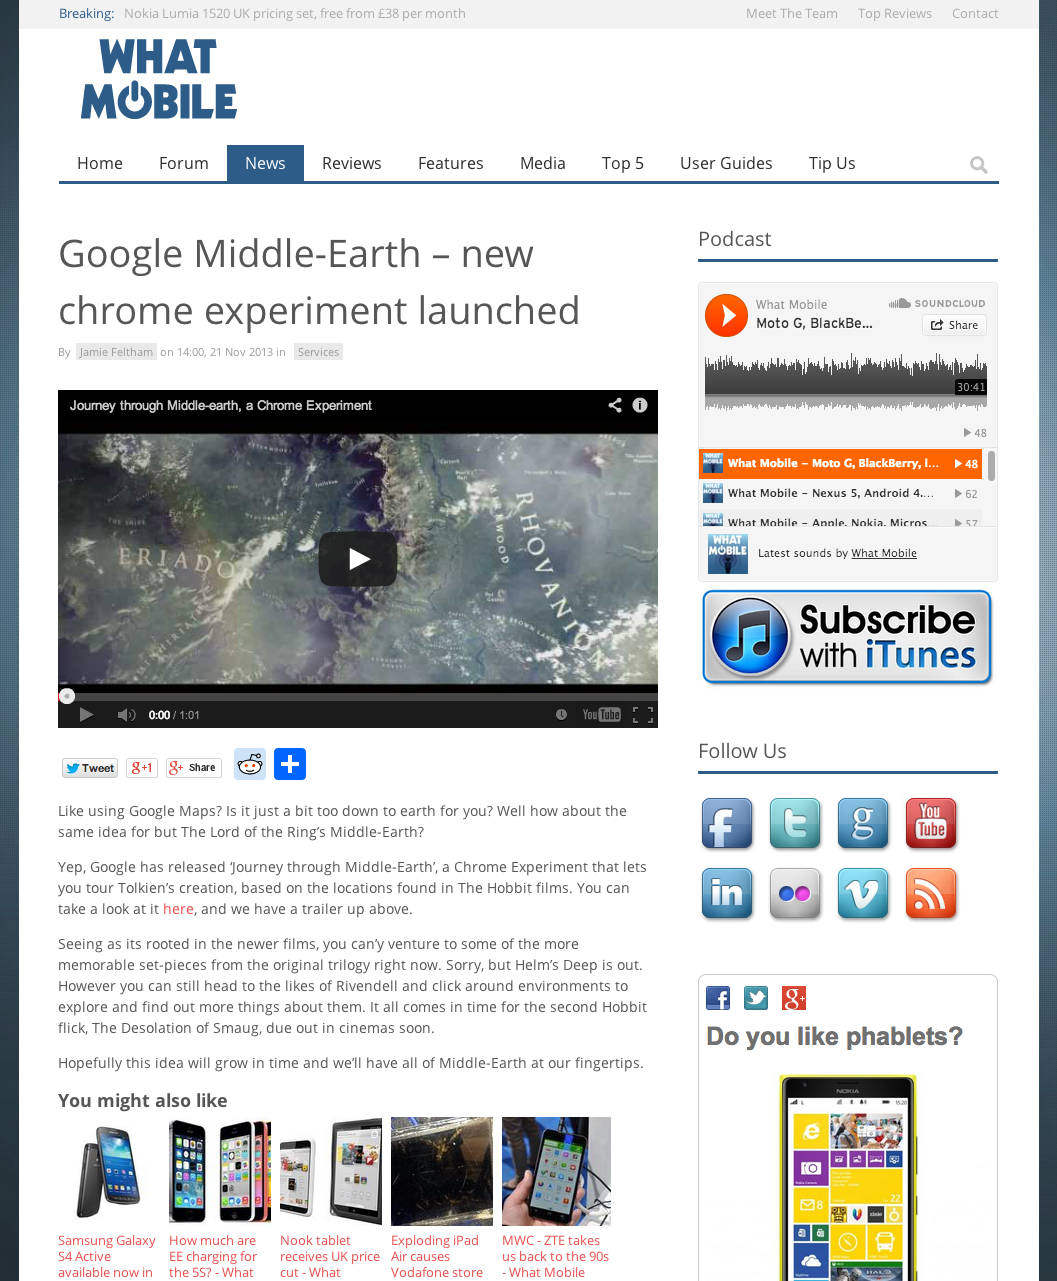 Breaking: Nokia Lumia 1520 UK pricing set, free from £38 per month
Meet The Team Top Reviews Contact
WHAT
MOBILE
Home Forum News Reviews Features Media Top 5 User Guides Tip Us
Google Middle-Earth – new
chrome experiment launched
By Jamie Feltham on 14:00, 21 Nov 2013 in Services
Journey through Middle-earth, a Chrome Experiment
THE SHIRE
ERIADOR
RHOVANIO
0:00 / 1:01
YouTube
Tweet
g+1
g+ Share
Like using Google Maps? Is it just a bit too down to earth for you? Well how about the
same idea for but The Lord of the Ring’s Middle-Earth?
Yep, Google has released ‘Journey through Middle-Earth’, a Chrome Experiment that lets
you tour Tolkien’s creation, based on the locations found in The Hobbit films. You can
take a look at it here, and we have a trailer up above.
Seeing as its rooted in the newer films, you can’y venture to some of the more
memorable set-pieces from the original trilogy right now. Sorry, but Helm’s Deep is out.
However you can still head to the likes of Rivendell and click around environments to
explore and find out more things about them. It all comes in time for the second Hobbit
flick, The Desolation of Smaug, due out in cinemas soon.
Hopefully this idea will grow in time and we’ll have all of Middle-Earth at our fingertips.
You might also like
Samsung Galaxy
S4 Active
available now in
How much are
EE charging for
the 5S? - What
Nook tablet
receives UK price
cut - What
Exploding iPad
Air causes
Vodafone store
MWC - ZTE takes
us back to the 90s
- What Mobile
Podcast
What Mobile
SOUNDCLOUD
Moto G, BlackBe...
Share
30:41
48
What Mobile – Moto G, BlackBerry, i... 48
What Mobile – Nexus 5, Android 4.... 62
What Mobile – Apple, Nokia, Micros... 57
WHAT
MOBILE
Latest sounds by What Mobile
Subscribe
with iTunes
Follow Us
f t g You Tube
in
f g+
Do you like phablets?
NOKIA
15:20
8
22